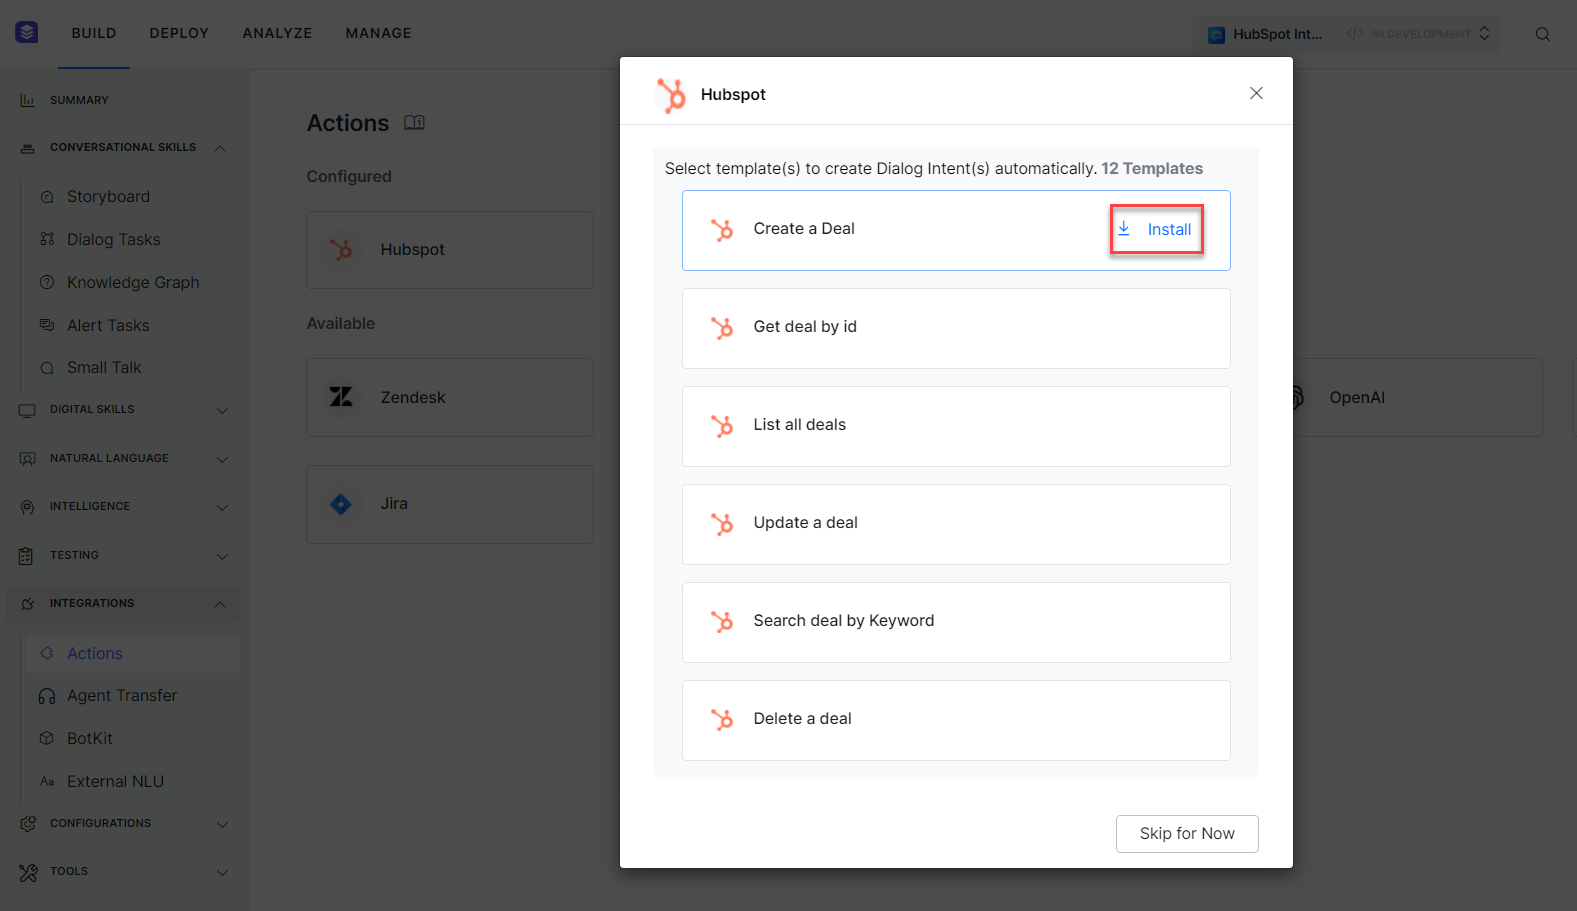 BUILD DEPLOY ANALYZE MANAGE
HubSpot Int... IN DEVELOPMENT
SUMMARY
CONVERSATIONAL SKILLS
Storyboard
Dialog Tasks
Knowledge Graph
Alert Tasks
Small Talk
DIGITAL SKILLS
NATURAL LANGUAGE
INTELLIGENCE
TESTING
INTEGRATIONS
Actions
Agent Transfer
BotKit
Aa External NLU
CONFIGURATIONS
TOOLS
Actions
Configured
Hubspot
Available
Zendesk
OpenAI
Jira
Hubspot
Select template(s) to create Dialog Intent(s) automatically. 12 Templates
Create a Deal Install
Get deal by id
List all deals
Update a deal
Search deal by Keyword
Delete a deal
Skip for Now